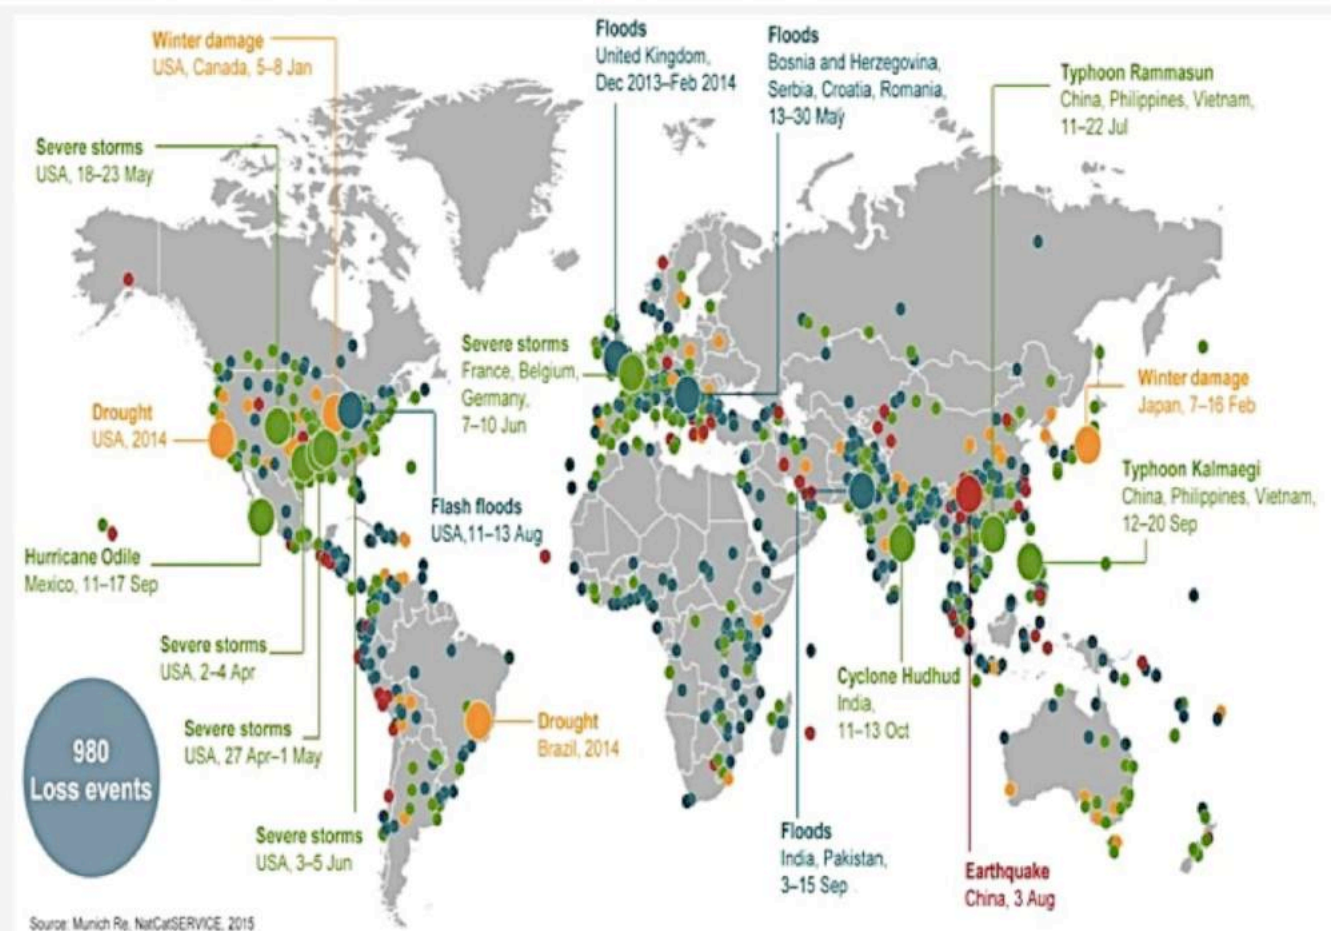 Winter damage
USA, Canada, 5–8 Jan
Floods
United Kingdom,
Dec 2013–Feb 2014
Floods
Bosnia and Herzegovina,
Serbia, Croatia, Romania,
13–30 May
Typhoon Rammasun
China, Philippines, Vietnam,
11–22 Jul
Severe storms
USA, 18–23 May
Severe storms
France, Belgium,
Germany,
7–10 Jun
Winter damage
Japan, 7–16 Feb
Drought
USA, 2014
Typhoon Kalmaegi
China, Philippines, Vietnam,
12–20 Sep
Flash floods
USA,11–13 Aug
Hurricane Odile
Mexico, 11–17 Sep
Severe storms
USA, 2–4 Apr
Cyclone Hudhud
India,
11–13 Oct
Severe storms
USA, 27 Apr–1 May
Drought
Brazil, 2014
980
Loss events
Severe storms
USA, 3–5 Jun
Floods
India, Pakistan,
3–15 Sep
Earthquake
China, 3 Aug
Source: Munich Re, NatCatSERVICE, 2015